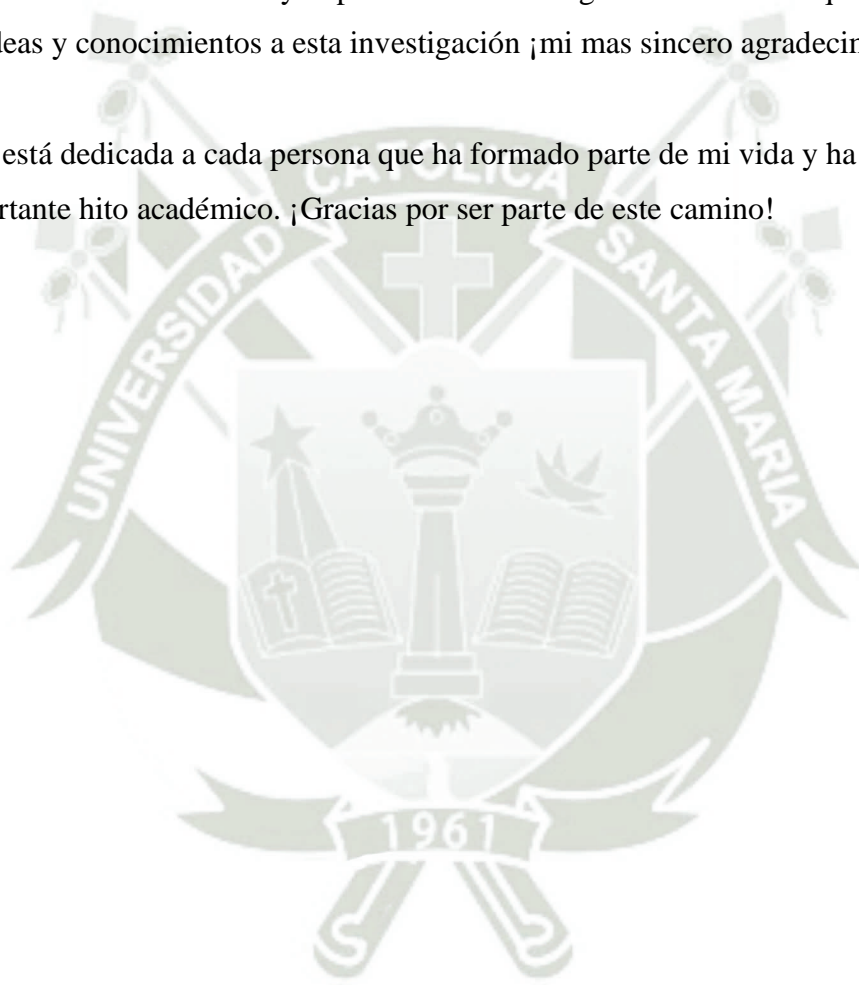 deas y conocimientos a esta investigación ¡mi mas sincero agradecim
está dedicada a cada persona que ha formado parte de mi vida y ha
rtante hito académico. ¡Gracias por ser parte de este camino!
UNIVERSIDAD CATOLICA SANTA MARIA
1961